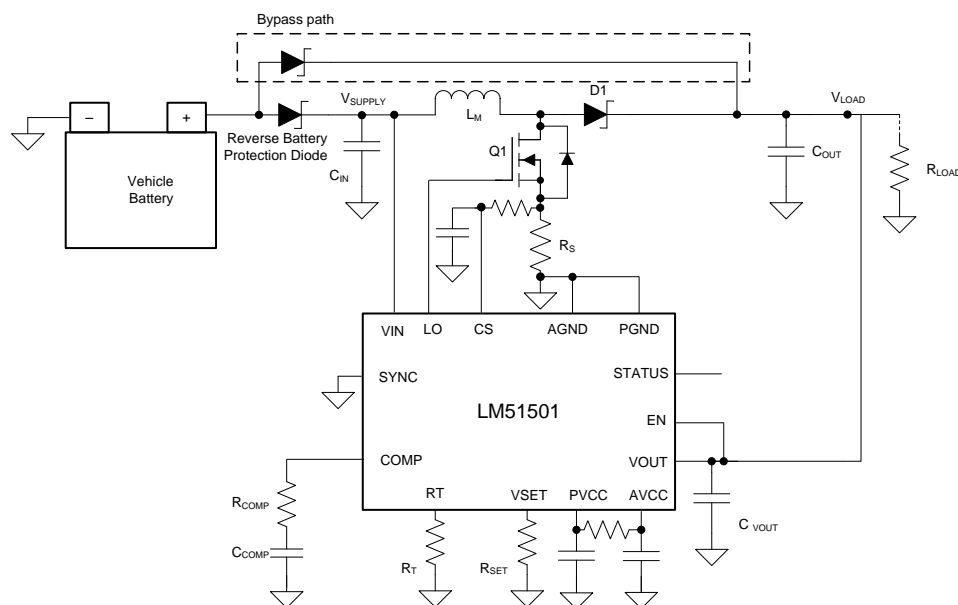 Bypass path
D1
VSUPPLY
LM
VLOAD
−
+
Reverse Battery
Protection Diode
Q1
COUT
RLOAD
CIN
Vehicle
Battery
RS
VIN
LO
CS
AGND
PGND
SYNC
STATUS
LM51501
EN
COMP
VOUT
RT
VSET
PVCC
AVCC
RCOMP
CCOMP
RT
RSET
C VOUT